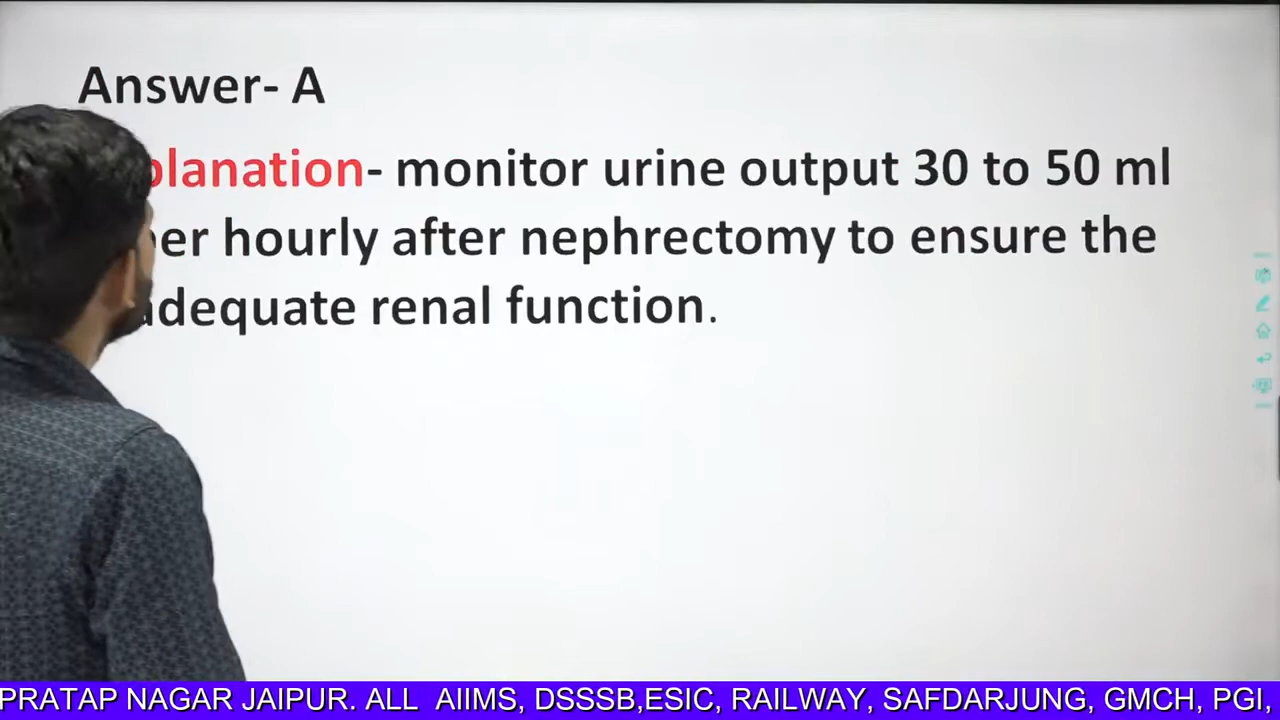 Answer- A
planation- monitor urine output 30 to 50 ml
per hourly after nephrectomy to ensure the
adequate renal function.
PRATAP NAGAR JAIPUR. ALL AIIMS, DSSSB,ESIC, RAILWAY, SAFDARJUNG, GMCH, PGI,